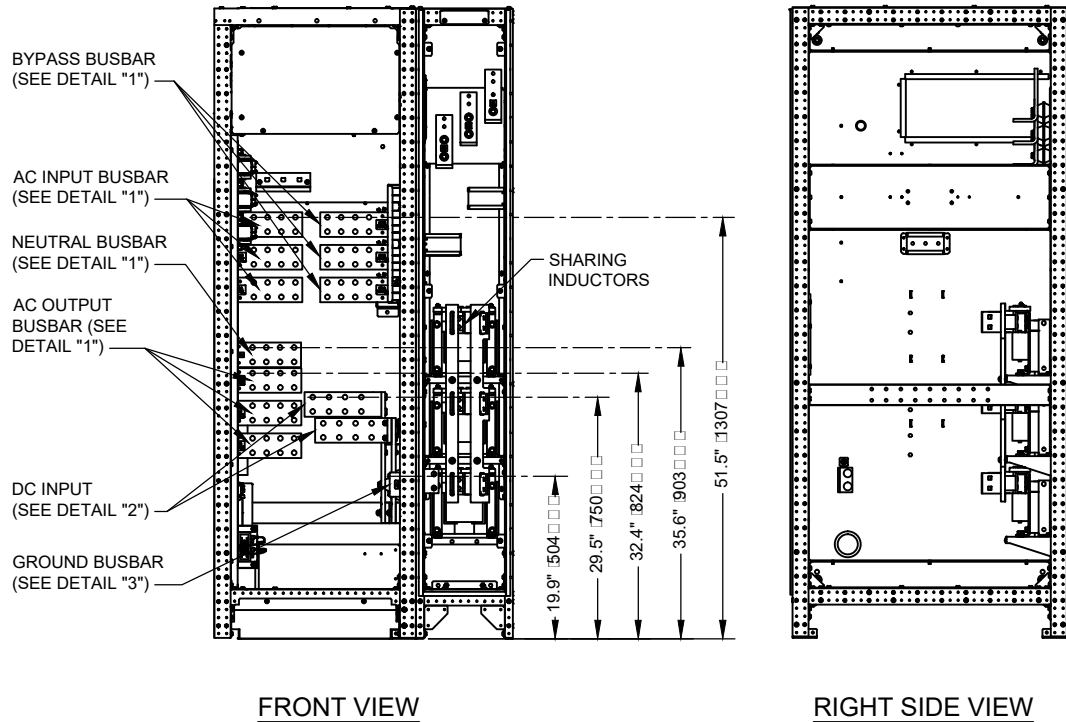 BYPASS BUSBAR
(SEE DETAIL "1")
AC INPUT BUSBAR
(SEE DETAIL "1")
NEUTRAL BUSBAR
(SEE DETAIL "1")
AC OUTPUT
BUSBAR (SEE
DETAIL "1")
DC INPUT
(SEE DETAIL "2")
GROUND BUSBAR
(SEE DETAIL "3")
SHARING
INDUCTORS
19.9" 504□□□□
29.5" 750□□□□
32.4" 824□□□□
35.6" 903□□□□
51.5" 1307□□□□
FRONT VIEW
RIGHT SIDE VIEW